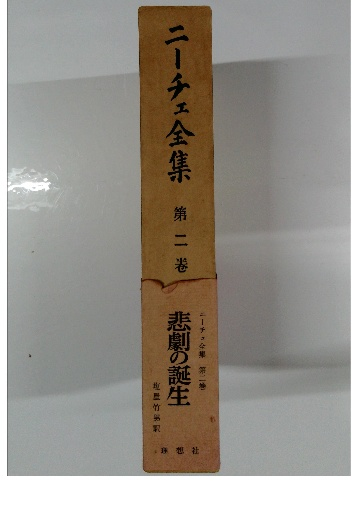 ニーチェ全集
第二巻
ニーチェ全集 第二巻
悲劇の誕生
塩屋竹男訳
理想社